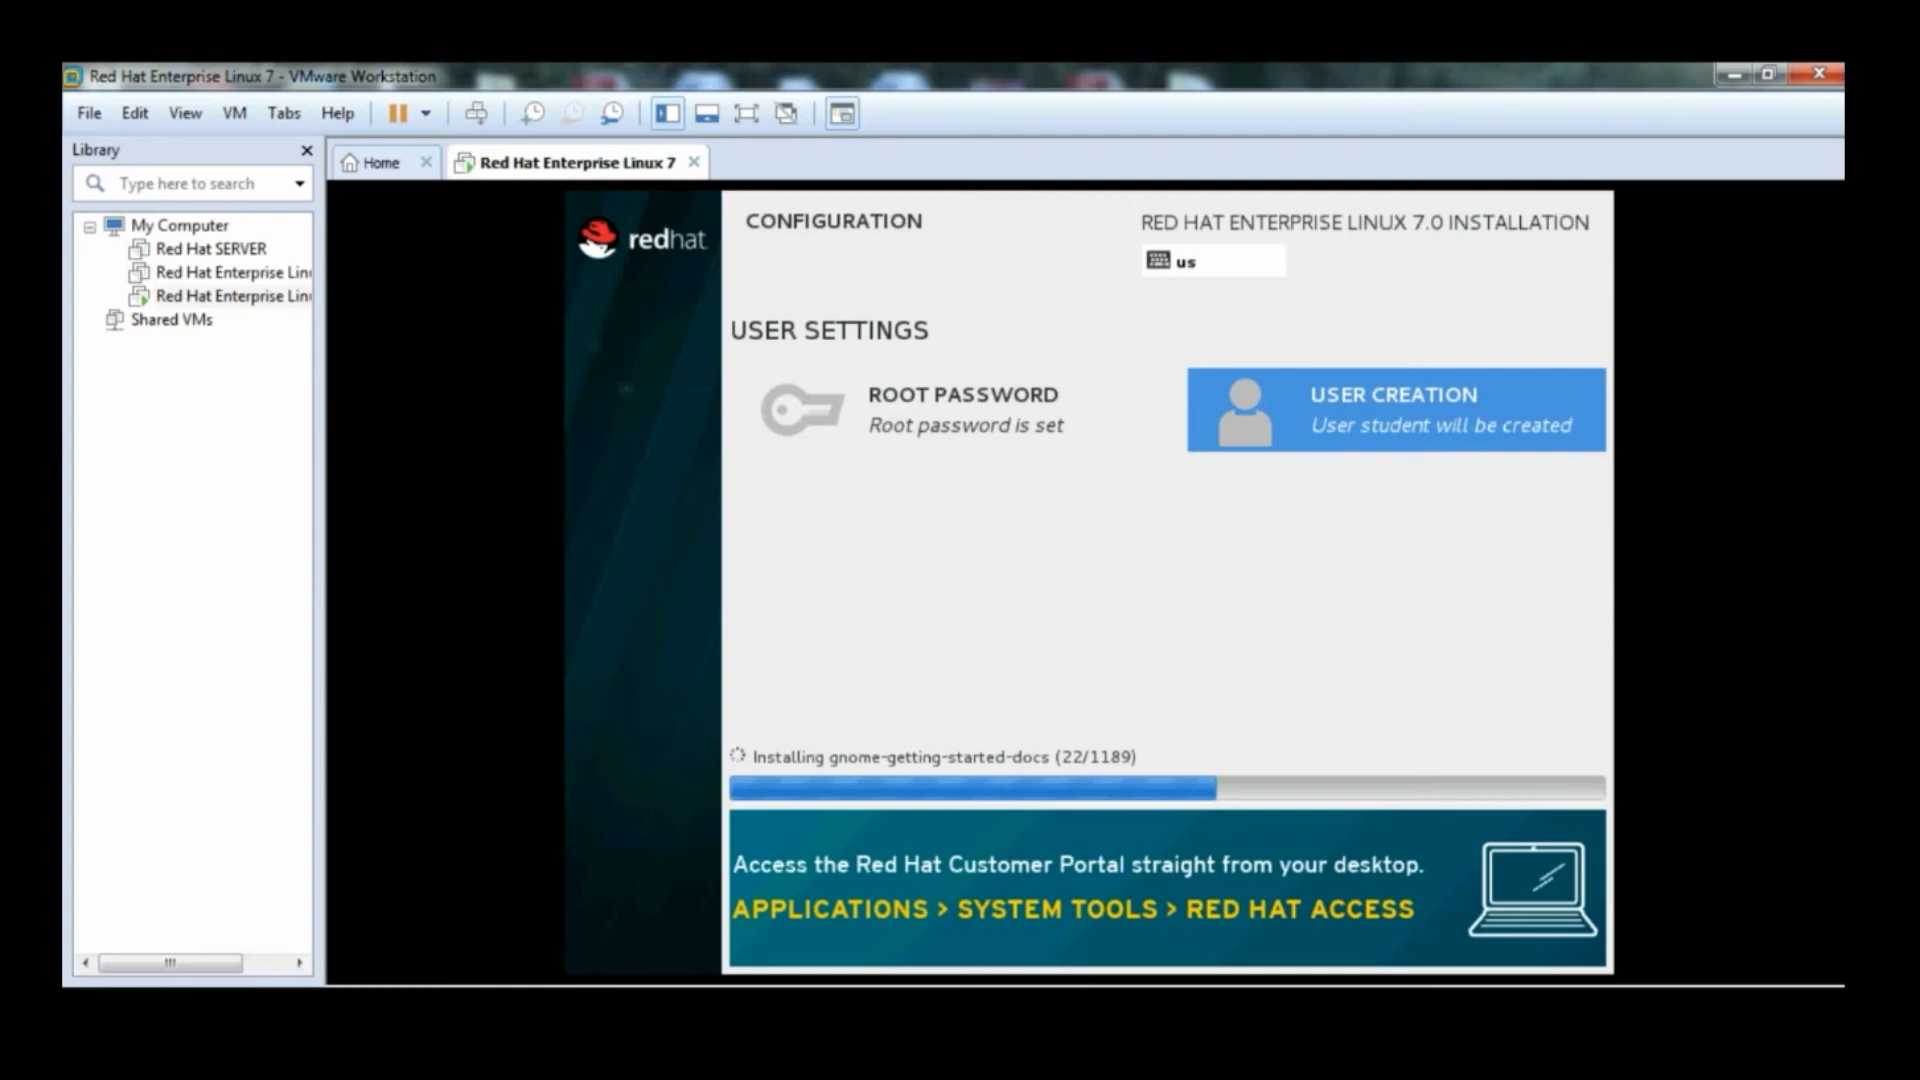 Red Hat Enterprise Linux 7 - VMware Workstation
File Edit View VM Tabs Help
Library
Type here to search
My Computer
Red Hat SERVER
Red Hat Enterprise Lin
Red Hat Enterprise Lin
Shared VMs
Home
Red Hat Enterprise Linux 7
redhat
CONFIGURATION
RED HAT ENTERPRISE LINUX 7.0 INSTALLATION
us
USER SETTINGS
ROOT PASSWORD
Root password is set
USER CREATION
User student will be created
Installing gnome-getting-started-docs (22/1189)
Access the Red Hat Customer Portal straight from your desktop.
APPLICATIONS > SYSTEM TOOLS > RED HAT ACCESS